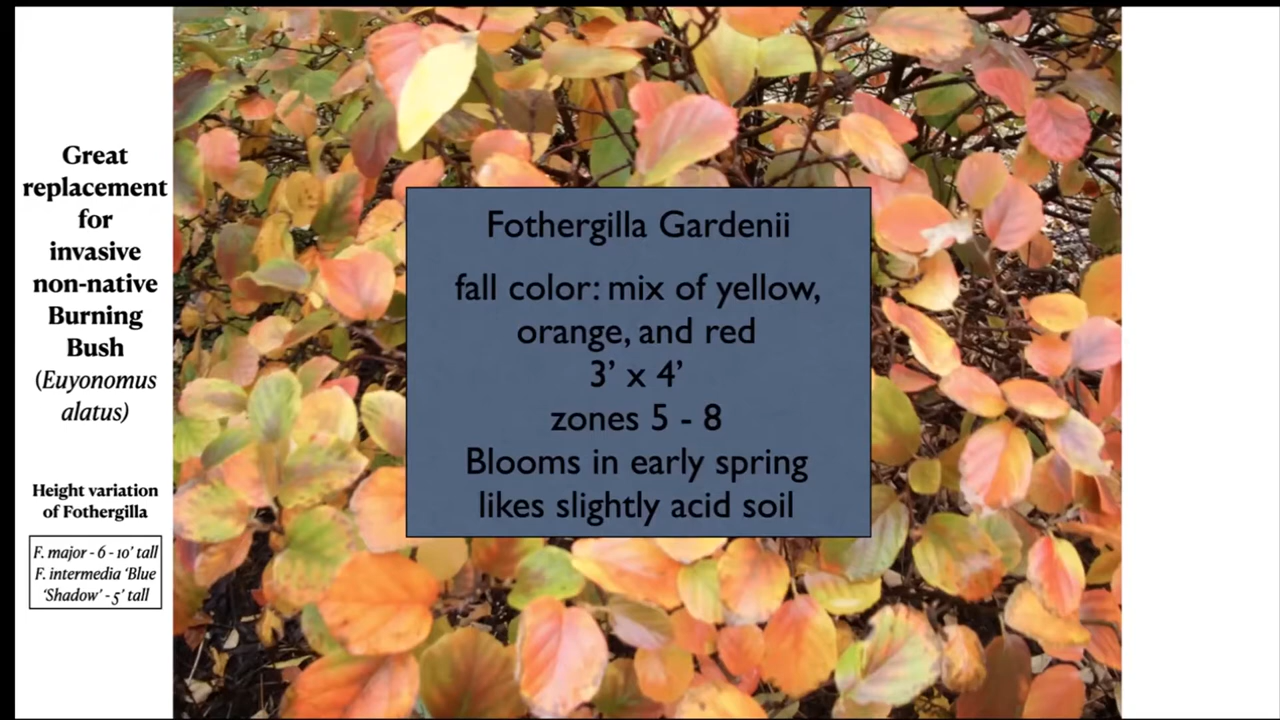 Great
replacement
for
invasive
non-native
Burning
Bush
(Euyonomus
alatus)
Height variation
of Fothergilla
F. major - 6 - 10' tall
F. intermedia 'Blue
'Shadow' - 5' tall
Fothergilla Gardenii
fall color: mix of yellow,
orange, and red
3' x 4'
zones 5 - 8
Blooms in early spring
likes slightly acid soil